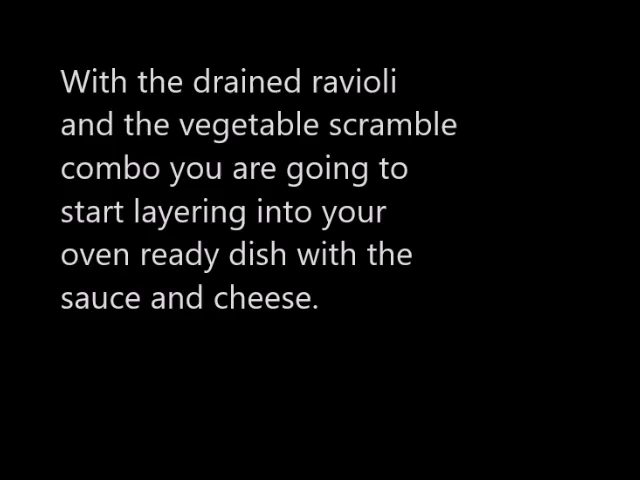 With the drained ravioli
and the vegetable scramble
combo you are going to
start layering into your
oven ready dish with the
sauce and cheese.